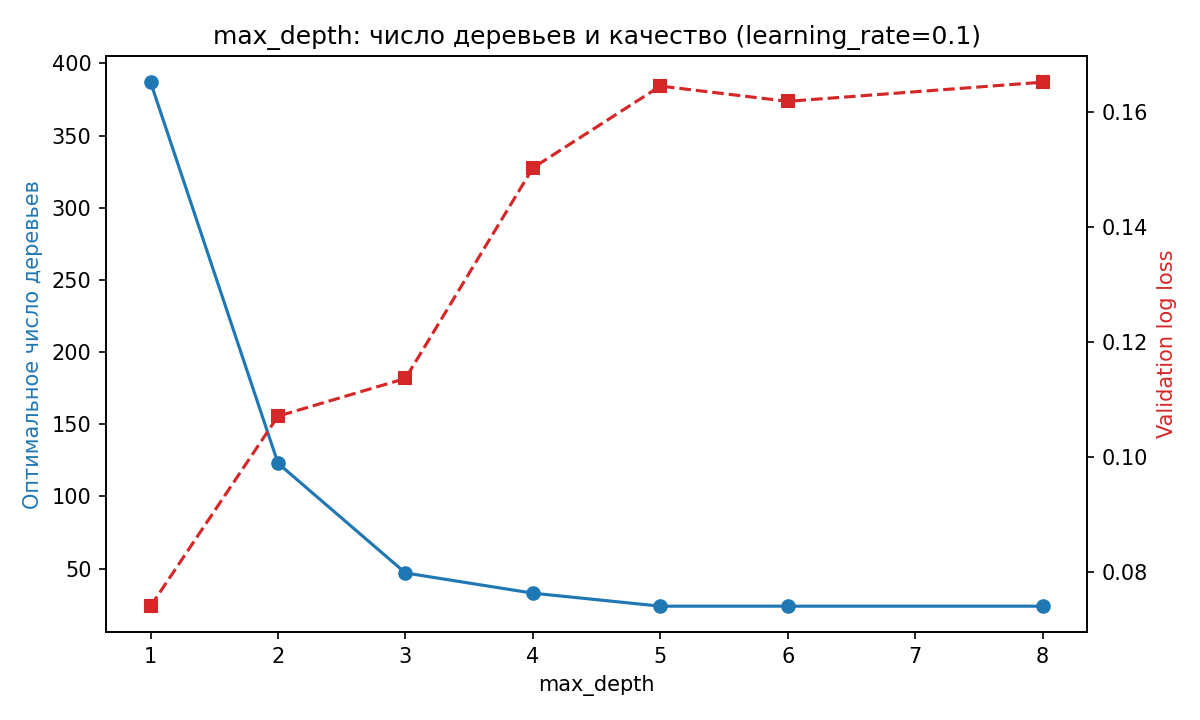 max_depth: число деревьев и качество (learning_rate=0.1)
Оптимальное число деревьев
400
350
300
250
200
150
100
50
0.16
0.14
0.12
0.10
0.08
Validation log loss
1 2 3 4 5 6 7 8
max_depth